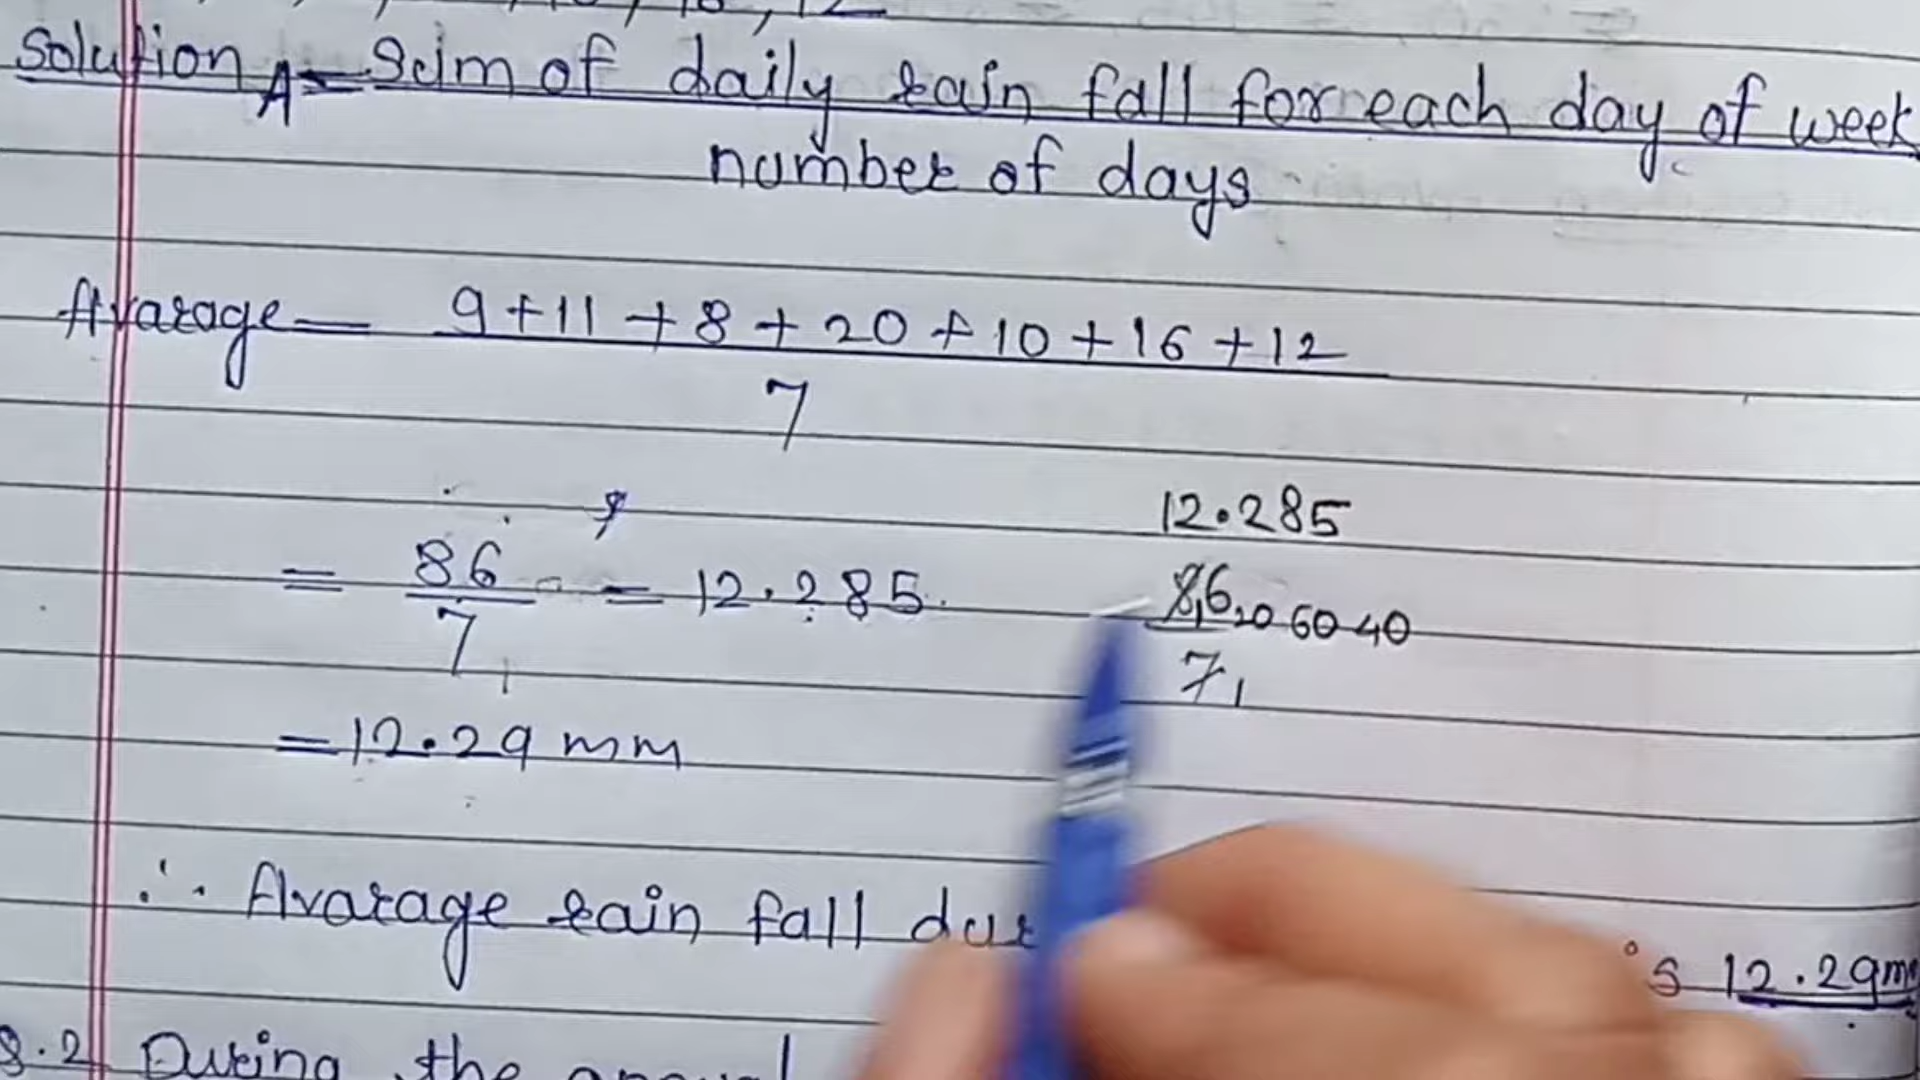 12
Solution A = Sum of daily rain fall for each day of week
number of days
Avarage = 9+11+8+20+10+16+12
7
12.285
= 86 = 12.285 86 20 60 40
7 7
= 12.29 mm
∴ Avarage rain fall is 12.29m
2 During the